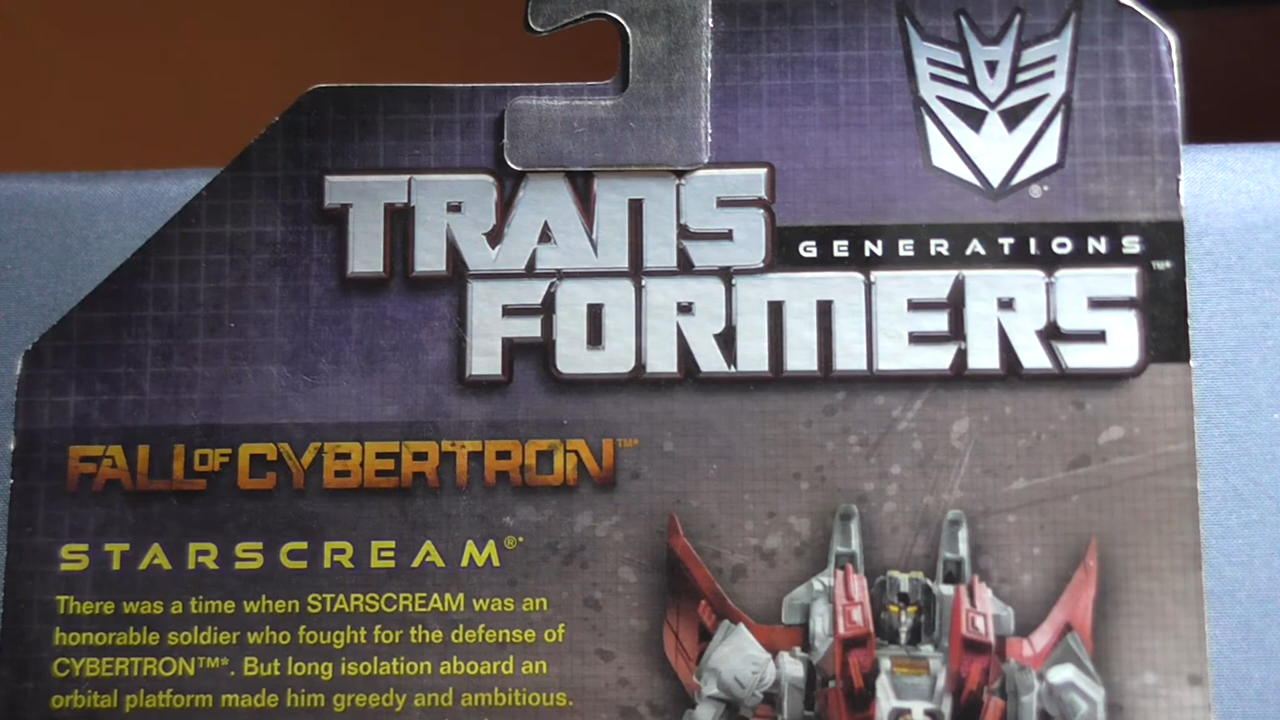 TRANS
GENERATIONS
FORMERS™*
®*
FALL OF CYBERTRON™*
STARSCREAM®*
There was a time when STARSCREAM was an
honorable soldier who fought for the defense of
CYBERTRON™*. But long isolation aboard an
orbital platform made him greedy and ambitious.